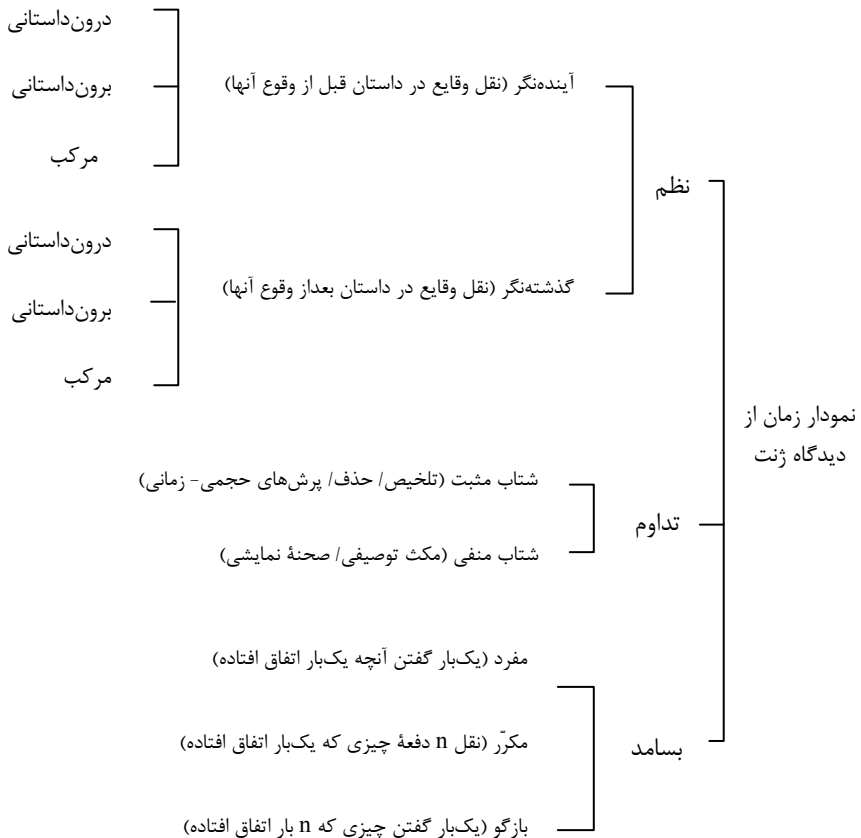 نمودار زمان از
دیدگاه ژنت
نظم
آینده‌نگر (نقل وقایع در داستان قبل از وقوع آنها)
درون‌داستانی
برون‌داستانی
مرکب
گذشته‌نگر (نقل وقایع در داستان بعداز وقوع آنها)
درون‌داستانی
برون‌داستانی
مرکب
تداوم
شتاب مثبت (تلخیص/ حذف/ پرش‌های حجمی- زمانی)
شتاب منفی (مکث توصیفی/ صحنۀ نمایشی)
بسامد
مفرد (یک‌بار گفتن آنچه یک‌بار اتفاق افتاده)
مکرّر (نقل n دفعۀ چیزی که یک‌بار اتفاق افتاده)
بازگو (یک‌بار گفتن چیزی که n بار اتفاق افتاده)